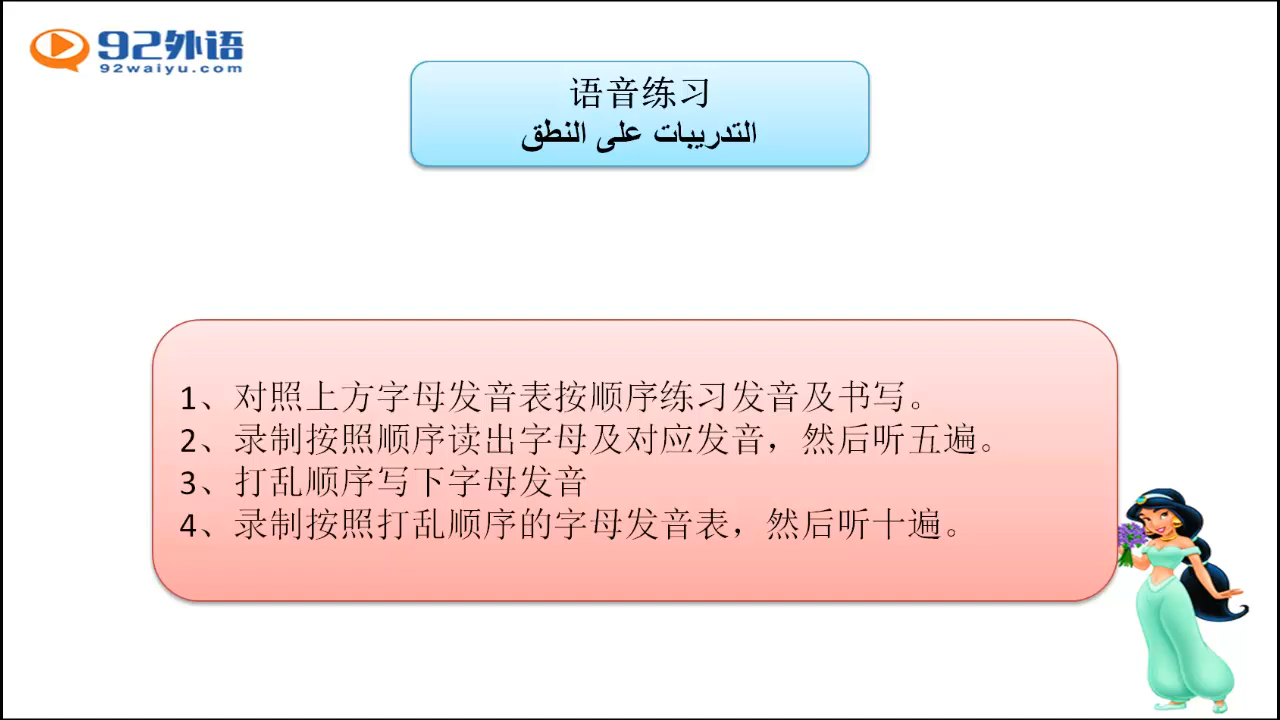 92外语
92waiyu.com
语音练习
التدريبات على النطق
1、对照上方字母发音表按顺序练习发音及书写。
2、录制按照顺序读出字母及对应发音，然后听五遍。
3、打乱顺序写下字母发音
4、录制按照打乱顺序的字母发音表，然后听十遍。